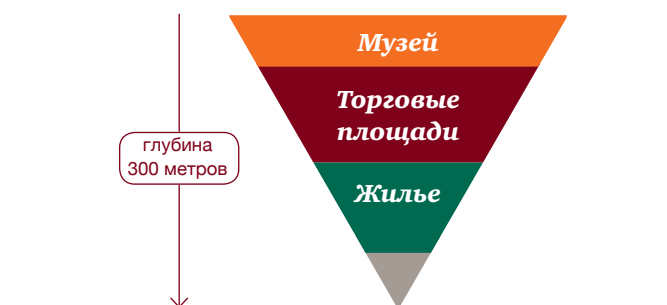 Музей
Торговые
площади
глубина
300 метров
Жилье